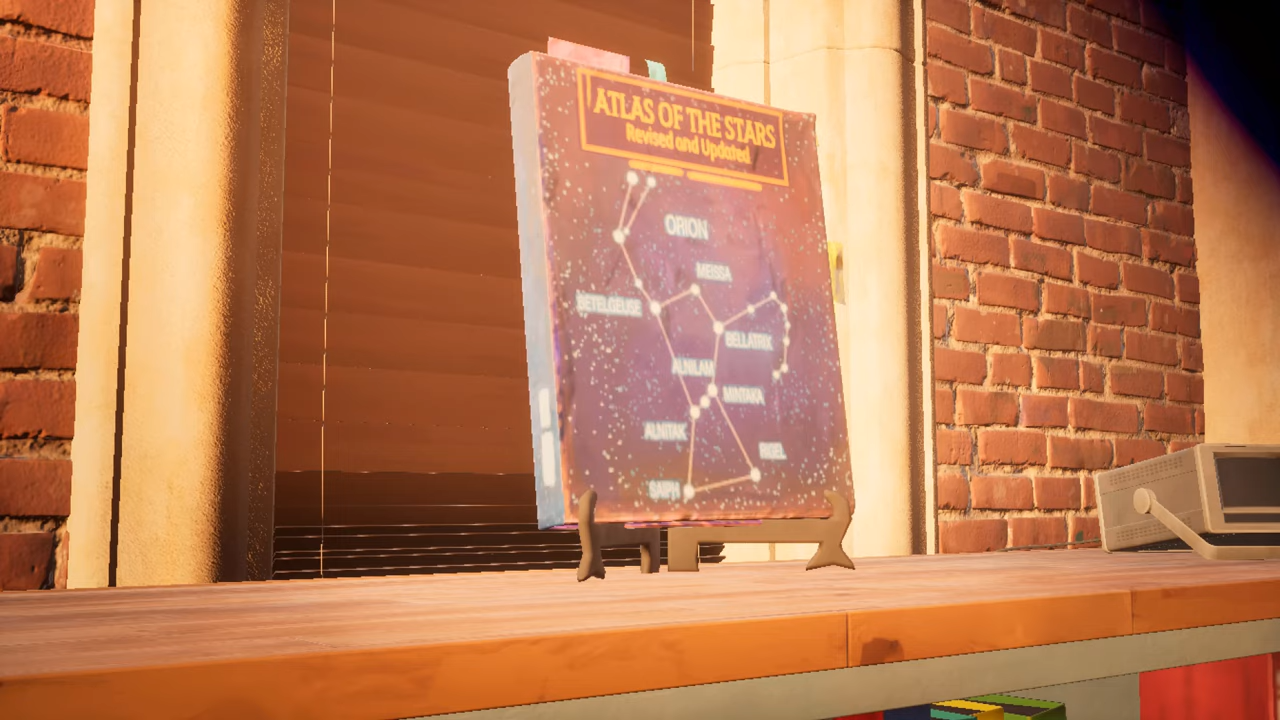 ATLAS OF THE STARS
Revised and Updated
ORION
MEISSA
BETELGEUSE
BELLATRIX
ALNILAM
MINTAKA
ALNITAK
RIGEL
SAIPH